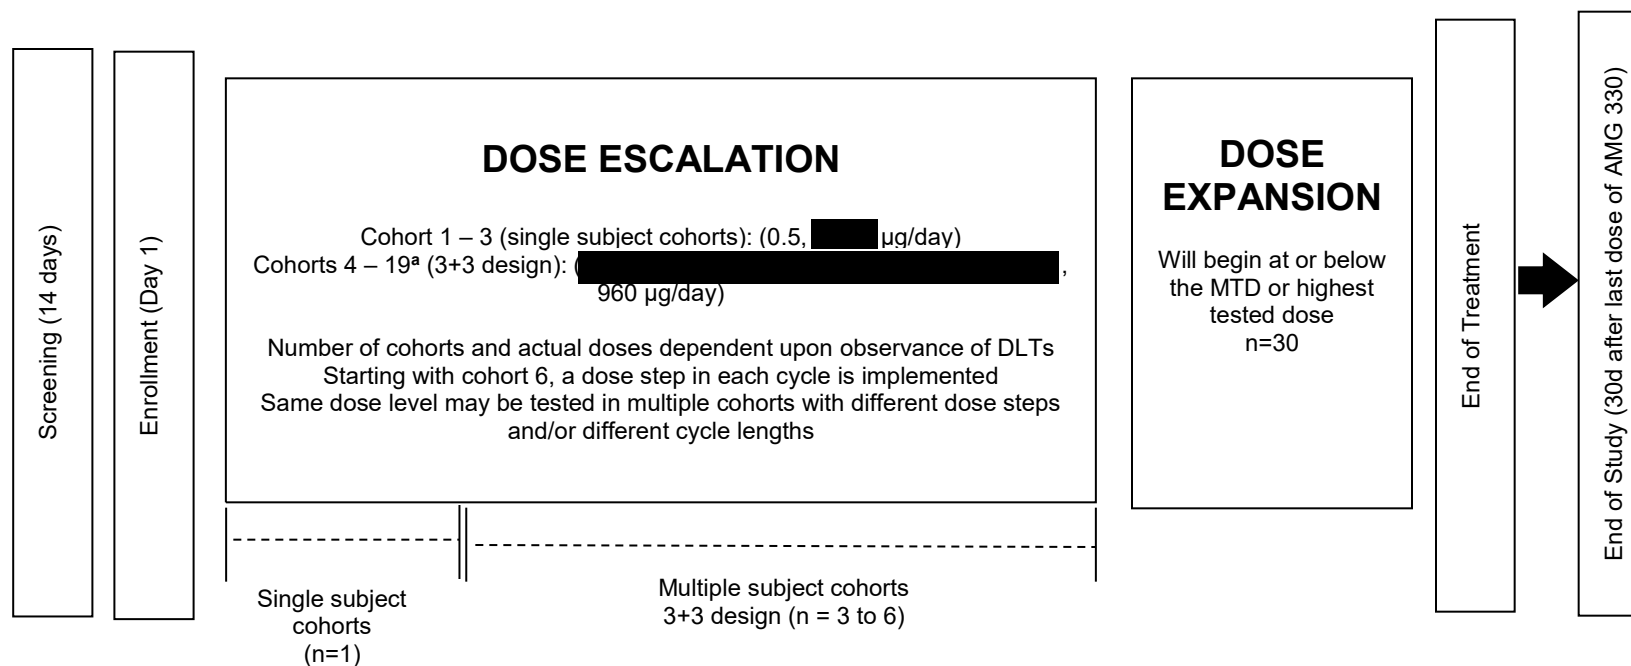 Screening (14 days)
Enrollment (Day 1)
DOSE ESCALATION
Cohort 1 – 3 (single subject cohorts): (0.5, µg/day)
Cohorts 4 – 19ᵃ (3+3 design): ( ,
960 µg/day)
Number of cohorts and actual doses dependent upon observance of DLTs
Starting with cohort 6, a dose step in each cycle is implemented
Same dose level may be tested in multiple cohorts with different dose steps
and/or different cycle lengths
Single subject
cohorts
(n=1)
Multiple subject cohorts
3+3 design (n = 3 to 6)
DOSE
EXPANSION
Will begin at or below
the MTD or highest
tested dose
n=30
End of Treatment
End of Study (30d after last dose of AMG 330)